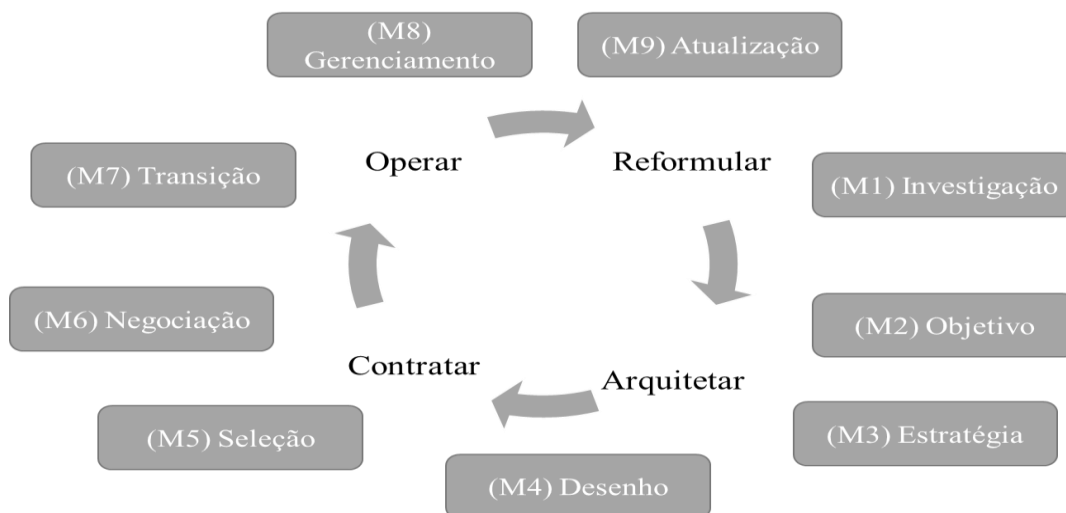 (M8)
Gerenciamento
(M9) Atualização
Operar
Reformular
(M7) Transição
(M1) Investigação
(M6) Negociação
(M2) Objetivo
Contratar
Arquitetar
(M5) Seleção
(M3) Estratégia
(M4) Desenho